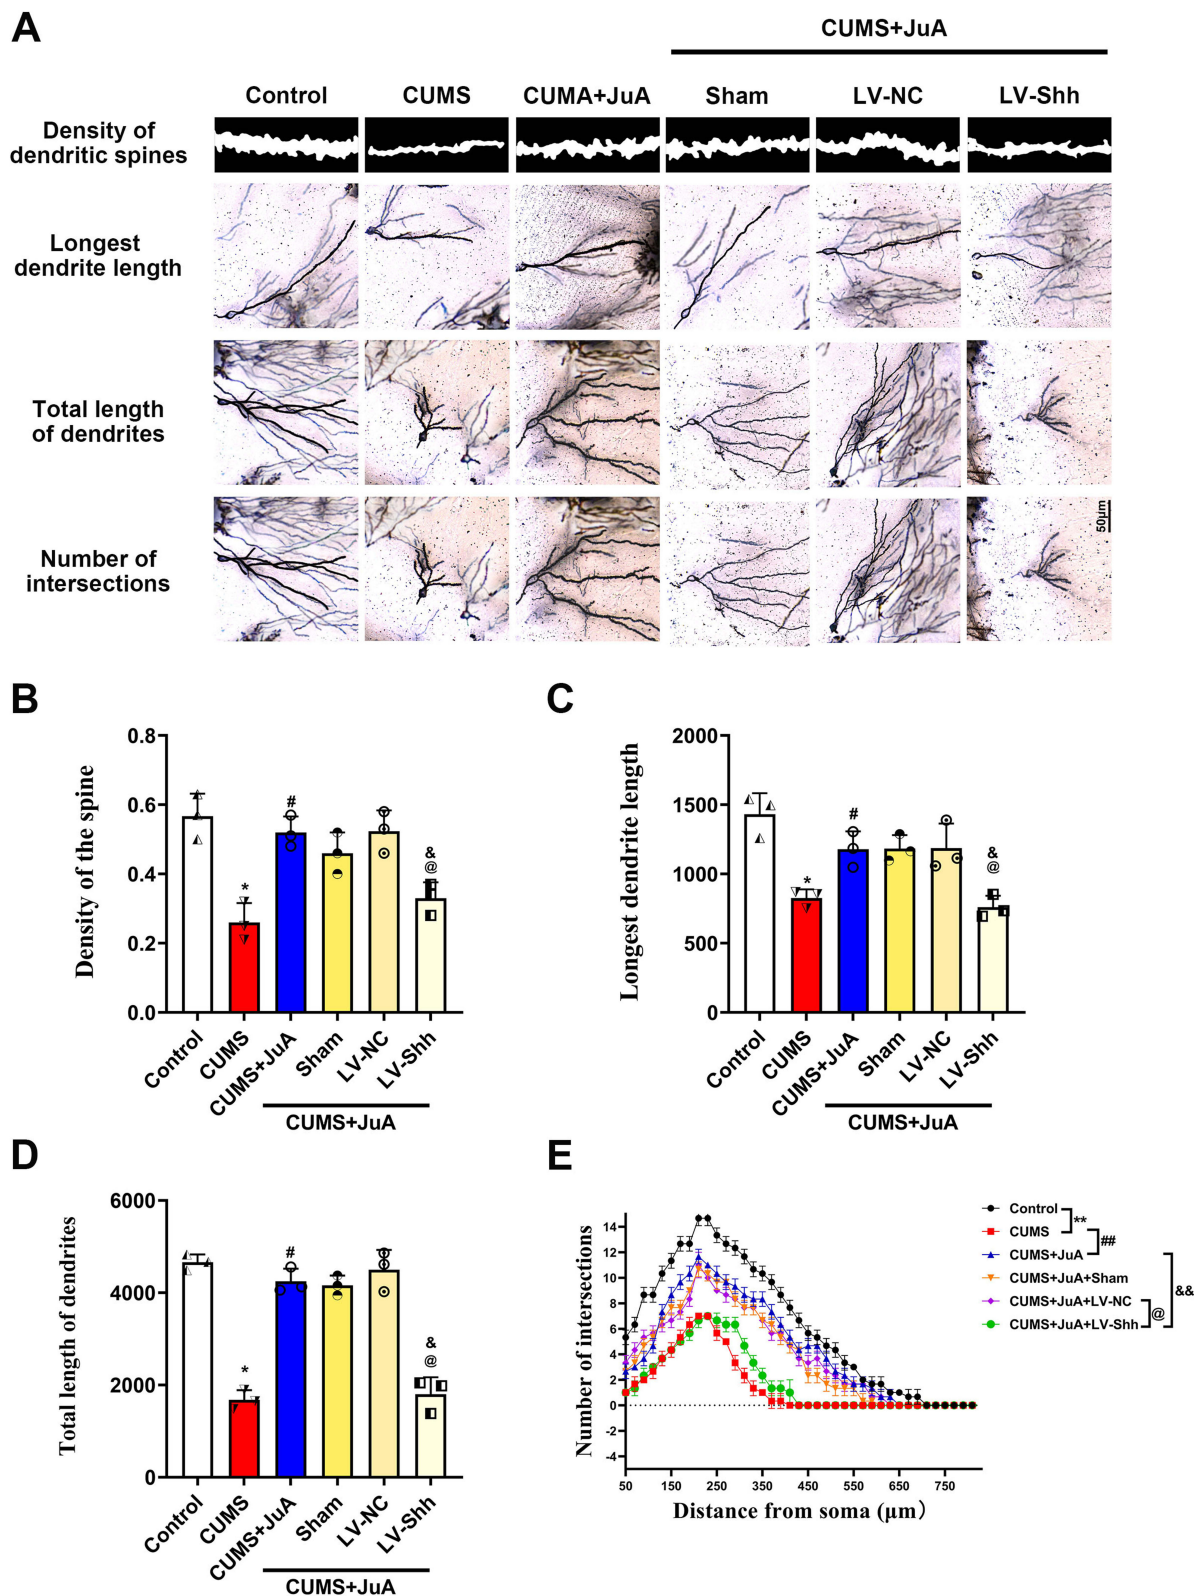 A
CUMS+JuA
Control CUMS CUMA+JuA Sham LV-NC LV-Shh
Density of
dendritic spines
Longest
dendrite length
Total length
of dendrites
Number of
intersections
50μm
B
Density of the spine
0.8
0.6
0.4
0.2
0.0
*
#
&
@
Control
CUMS
CUMS+JuA
Sham
LV-NC
LV-Shh
CUMS+JuA
C
Longest dendrite length
2000
1500
1000
500
0
*
#
&
@
Control
CUMS
CUMS+JuA
Sham
LV-NC
LV-Shh
CUMS+JuA
D
Total length of dendrites
6000
4000
2000
0
*
#
&
@
Control
CUMS
CUMS+JuA
Sham
LV-NC
LV-Shh
CUMS+JuA
E
Number of intersections
14
12
10
8
6
4
2
0
-2
-4
50 150 250 350 450 550 650 750
Distance from soma (μm)
Control
CUMS
CUMS+JuA
CUMS+JuA+Sham
CUMS+JuA+LV-NC
CUMS+JuA+LV-Shh
**
##
@
&&